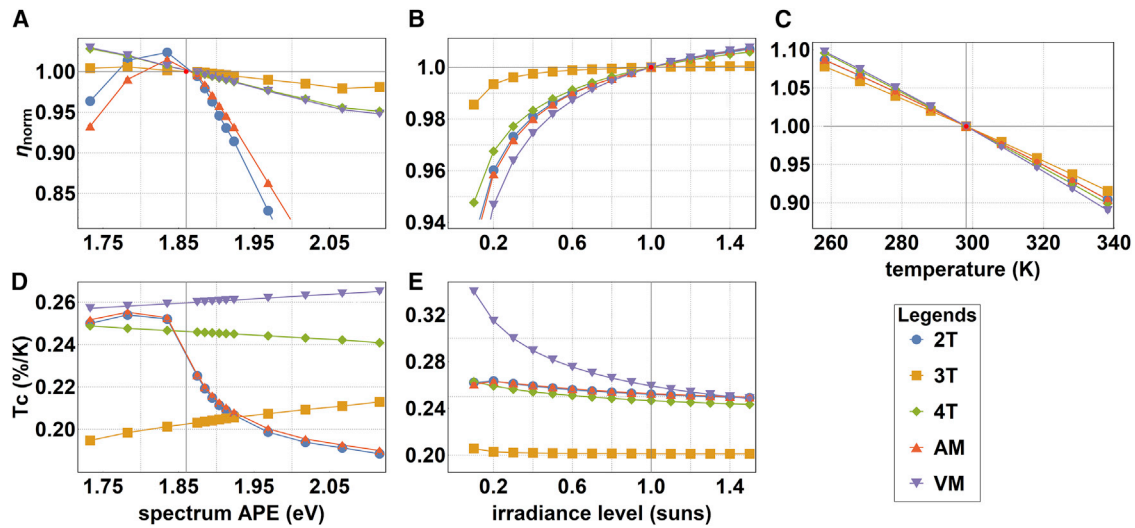 A
ηnorm
1.00
0.95
0.90
0.85
1.75
1.85
1.95
2.05
B
1.0
0.98
0.96
0.94
0.2
0.6
1.0
1.4
C
1.10
1.05
1.00
0.95
0.90
260
280
300
320
340
temperature (K)
D
Tc (%/K)
0.26
0.24
0.22
0.20
1.75
1.85
1.95
2.05
spectrum APE (eV)
E
0.32
0.28
0.24
0.20
0.2
0.6
1.0
1.4
irradiance level (suns)
Legends
2T
3T
4T
AM
VM